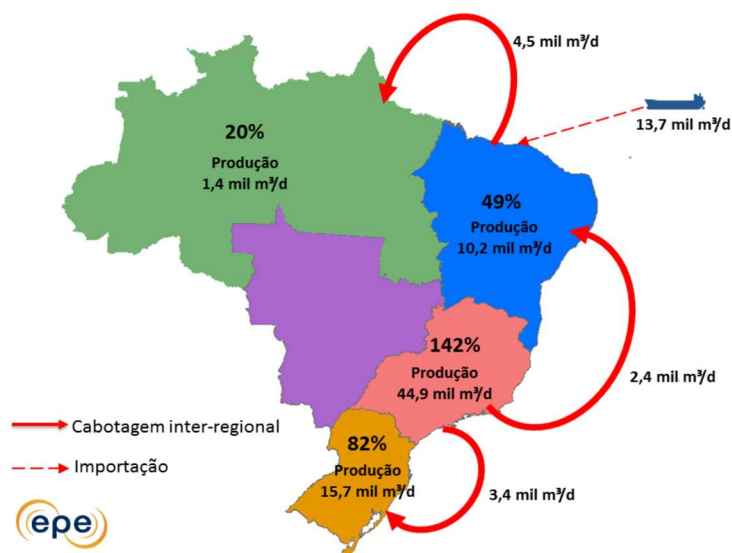 4,5 mil m³/d
13,7 mil m³/d
20%
Produção
1,4 mil m³/d
49%
Produção
10,2 mil m³/d
142%
Produção
44,9 mil m³/d
2,4 mil m³/d
Cabotagem inter-regional
82%
Importação
Produção
15,7 mil m³/d
3,4 mil m³/d
epe